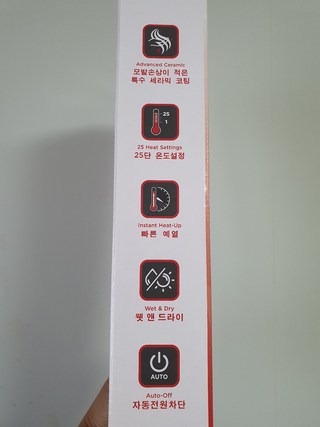 Advanced Ceramic
모발손상이 적은
특수 세라믹 코팅
25
1
25 Heat Settings
25단 온도설정
Instant Heat-Up
빠른 예열
Wet & Dry
웻 앤 드라이
AUTO
Auto-Off
자동전원차단